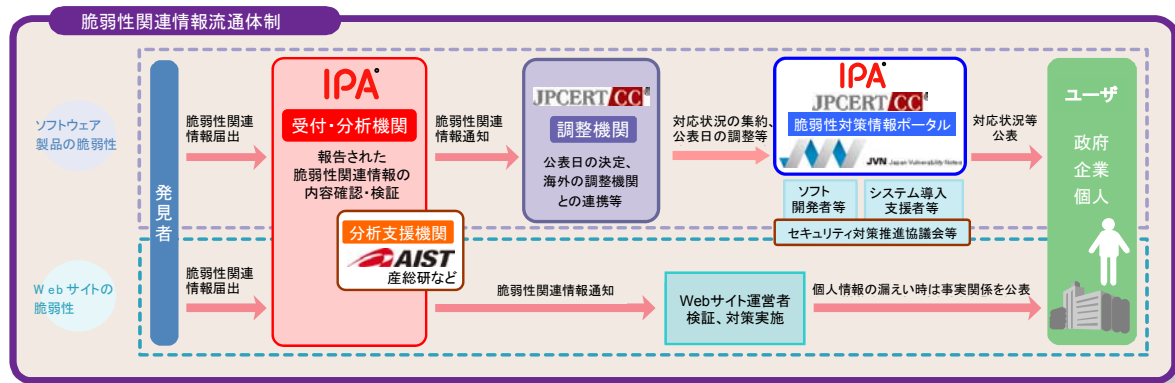 脆弱性関連情報流通体制
ソフトウェア
製品の脆弱性
Webサイトの
脆弱性
発見者
脆弱性関連
情報届出
脆弱性関連
情報届出
IPA
受付・分析機関
報告された
脆弱性関連情報の
内容確認・検証
分析支援機関
AIST
産総研など
脆弱性関連
情報通知
JPCERT CC
調整機関
公表日の決定、
海外の調整機関
との連携等
対応状況の集約、
公表日の調整等
IPA
JPCERT CC
脆弱性対策情報ポータル
JVN Japan Vulnerability Notes
ソフト
開発者等
システム導入
支援者等
セキュリティ対策推進協議会等
対応状況等
公表
脆弱性関連情報通知
Webサイト運営者
検証、対策実施
個人情報の漏えい時は事実関係を公表
ユーザ
政府
企業
個人